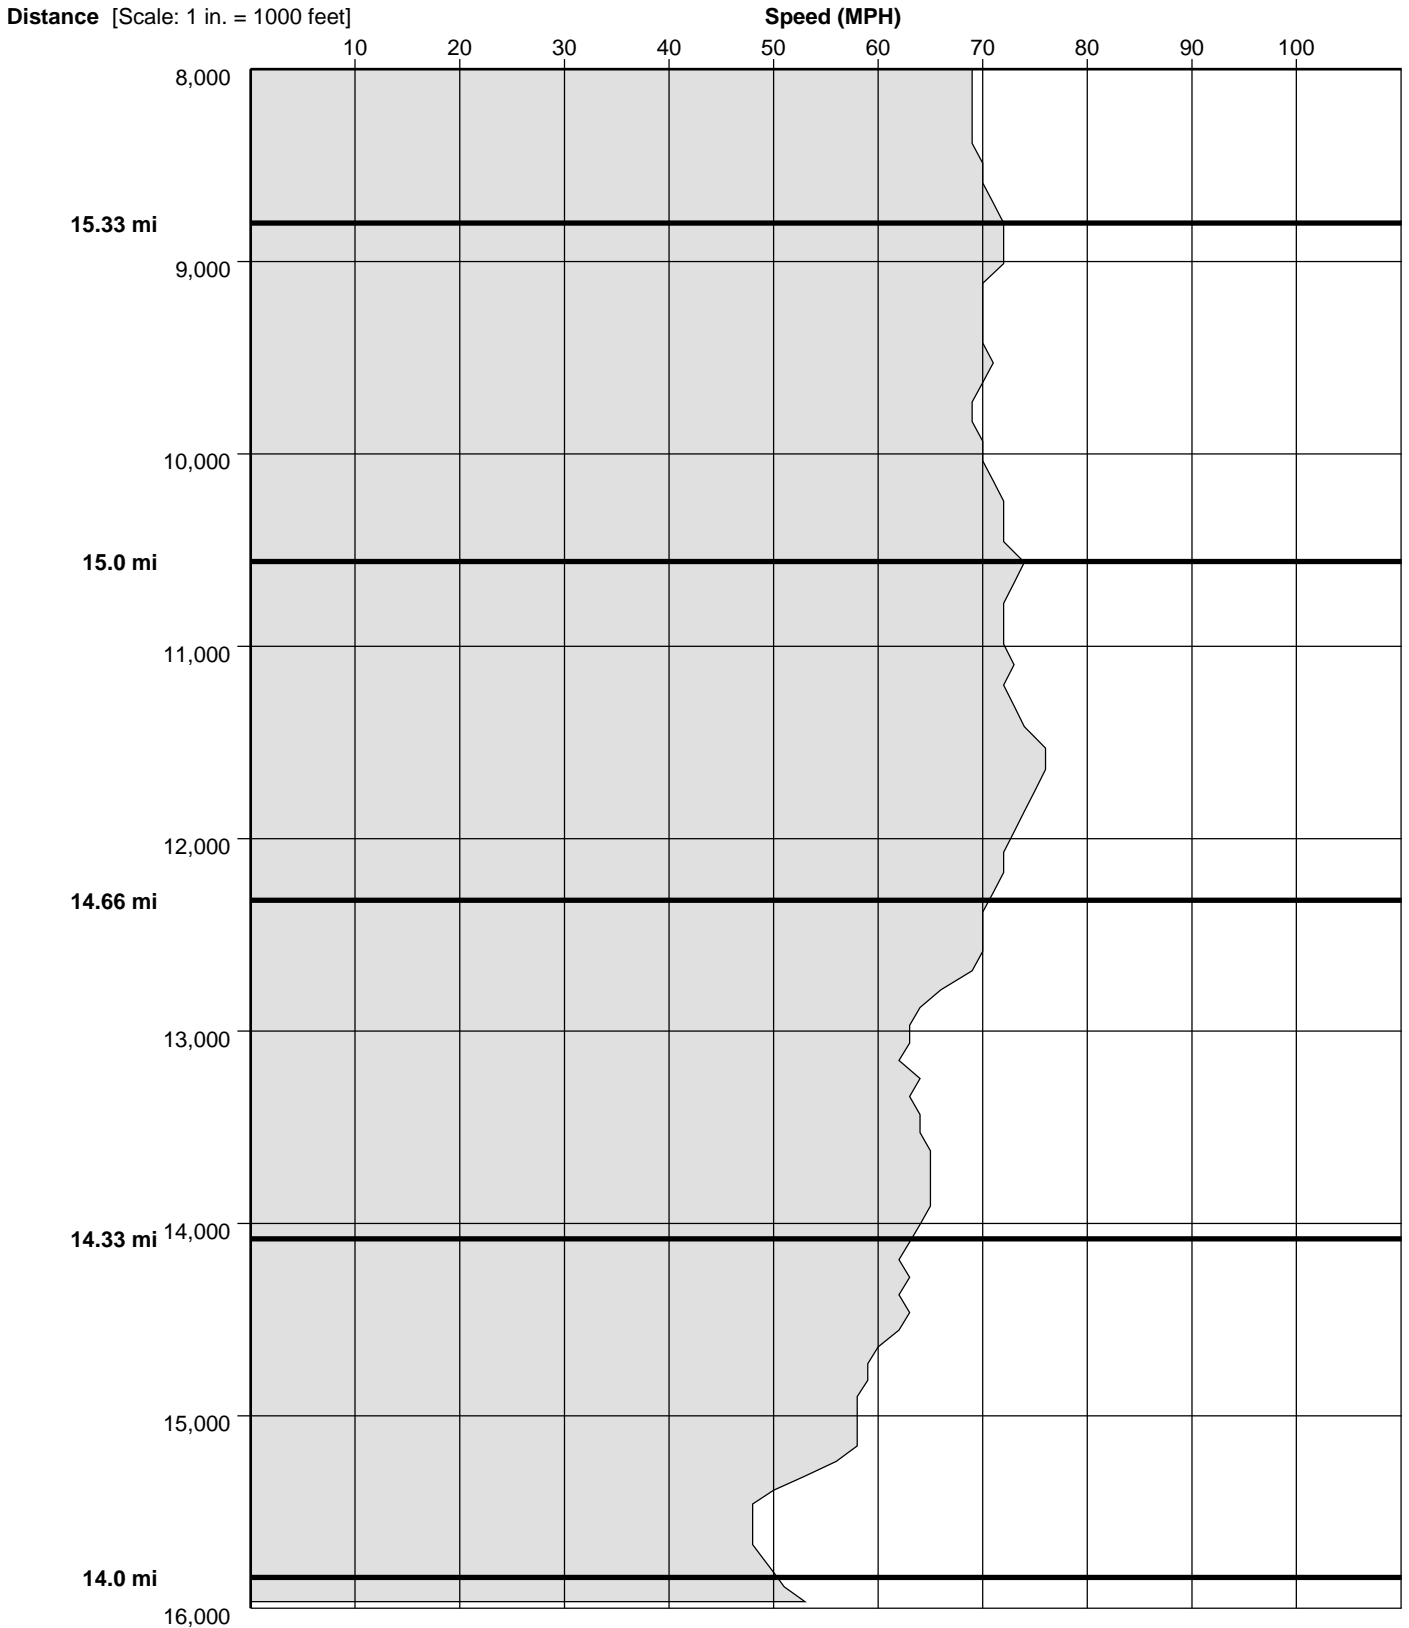 Distance [Scale: 1 in. = 1000 feet] Speed (MPH)
10 20 30 40 50 60 70 80 90 100
8,000
15.33 mi
9,000
10,000
15.0 mi
11,000
12,000
14.66 mi
13,000
14,000
14.33 mi
15,000
14.0 mi
16,000